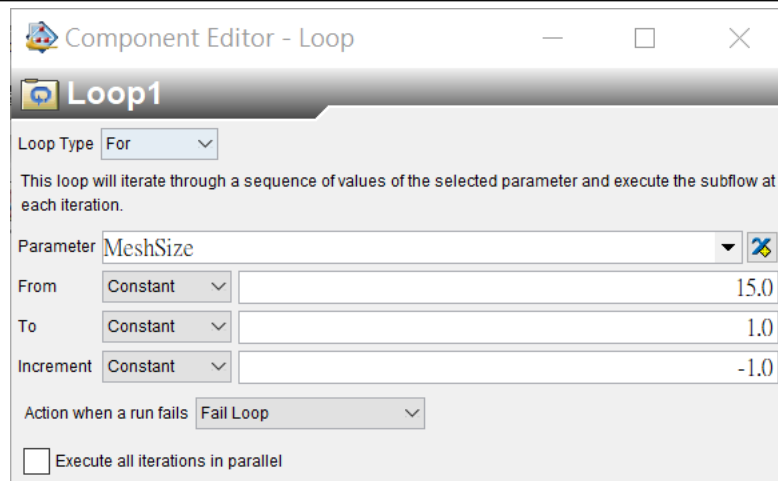 Component Editor - Loop
Loop1
Loop Type For
This loop will iterate through a sequence of values of the selected parameter and execute the subflow at
each iteration.
Parameter MeshSize
From Constant 15.0
To Constant 1.0
Increment Constant -1.0
Action when a run fails Fail Loop
Execute all iterations in parallel